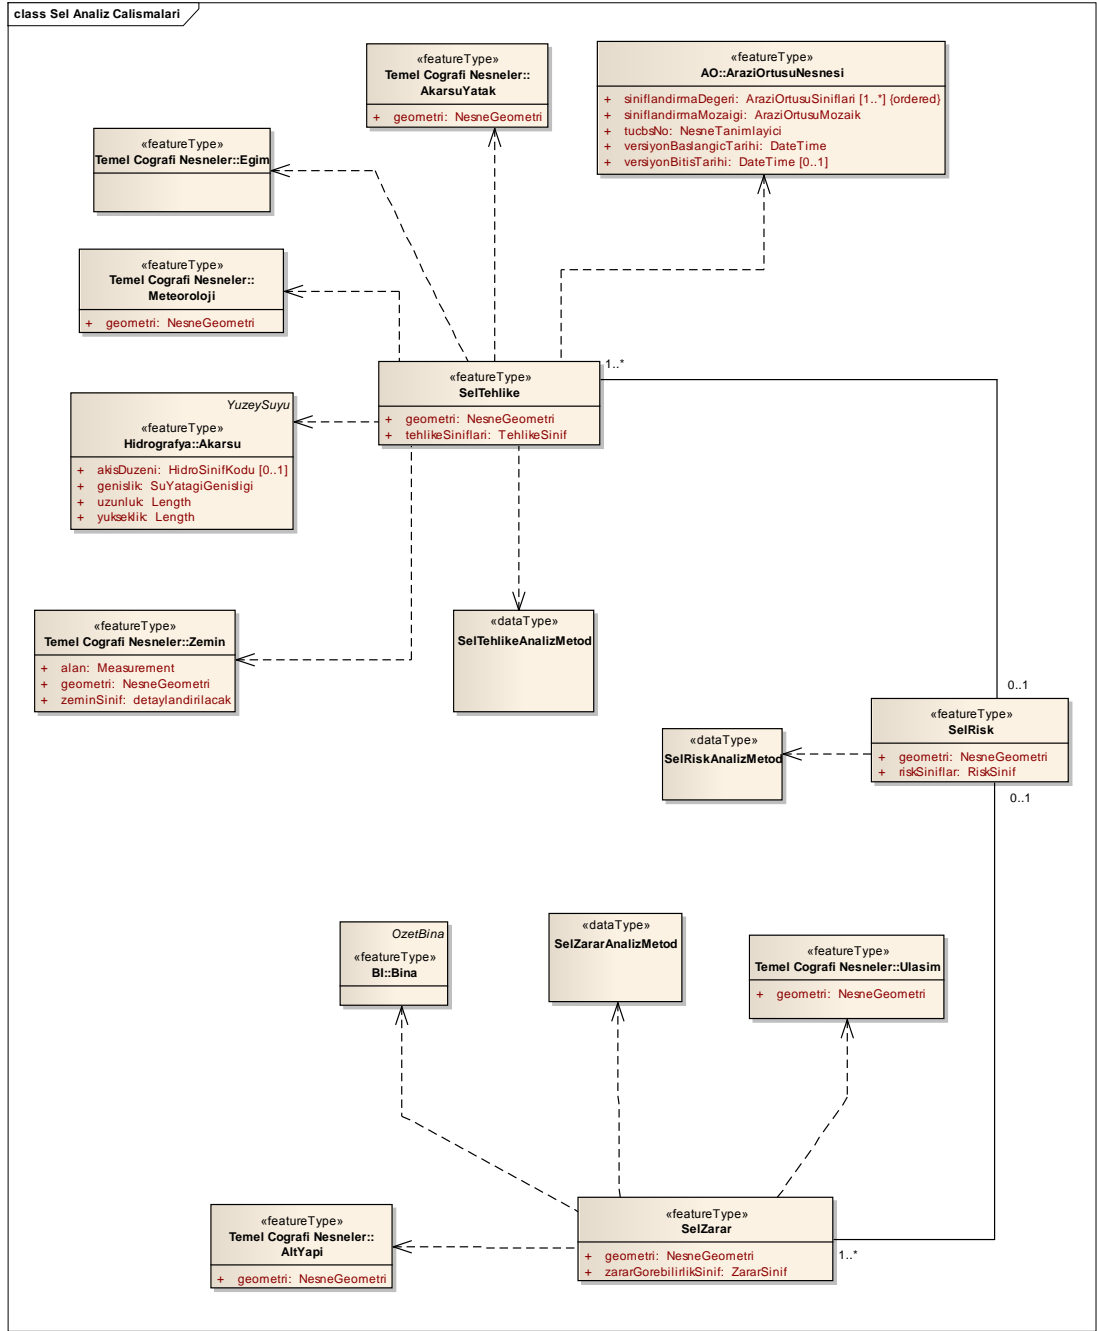 class Sel Analiz Calismalari
«featureType»
Temel Cografi Nesneler::
AkarsuYatak
+ geometri: NesneGeometri
«featureType»
AO::AraziOrtusuNesnesi
+ siniflandirmaDegeri: AraziOrtusuSiniflari [1..*] {ordered}
+ siniflandirmaMozaigi: AraziOrtusuMozaik
+ tucbsNo: NesneTanimlayici
+ versiyonBaslangicTarihi: DateTime
+ versiyonBitisTarihi: DateTime [0..1]
«featureType»
Temel Cografi Nesneler::Egim
«featureType»
Temel Cografi Nesneler::
Meteoroloji
+ geometri: NesneGeometri
«featureType»
SelTehlike
+ geometri: NesneGeometri
+ tehlikeSiniflari: TehlikeSinif
1..*
YuzeySuyu
«featureType»
Hidrografya::Akarsu
+ akisDuzeni: HidroSinifKodu [0..1]
+ genislik: SuYatagiGenisligi
+ uzunluk: Length
+ yukseklik: Length
«featureType»
Temel Cografi Nesneler::Zemin
+ alan: Measurement
+ geometri: NesneGeometri
+ zeminSinif: detaylandirilacak
«dataType»
SelTehlikeAnalizMetod
0..1
«featureType»
SelRisk
+ geometri: NesneGeometri
+ riskSiniflar: RiskSinif
0..1
«dataType»
SelRiskAnalizMetod
OzetBina
«featureType»
BI::Bina
«dataType»
SelZararAnalizMetod
«featureType»
Temel Cografi Nesneler::Ulasim
+ geometri: NesneGeometri
«featureType»
Temel Cografi Nesneler::
AltYapi
+ geometri: NesneGeometri
«featureType»
SelZarar
+ geometri: NesneGeometri
+ zararGorebilirlikSinif: ZararSinif
1..*